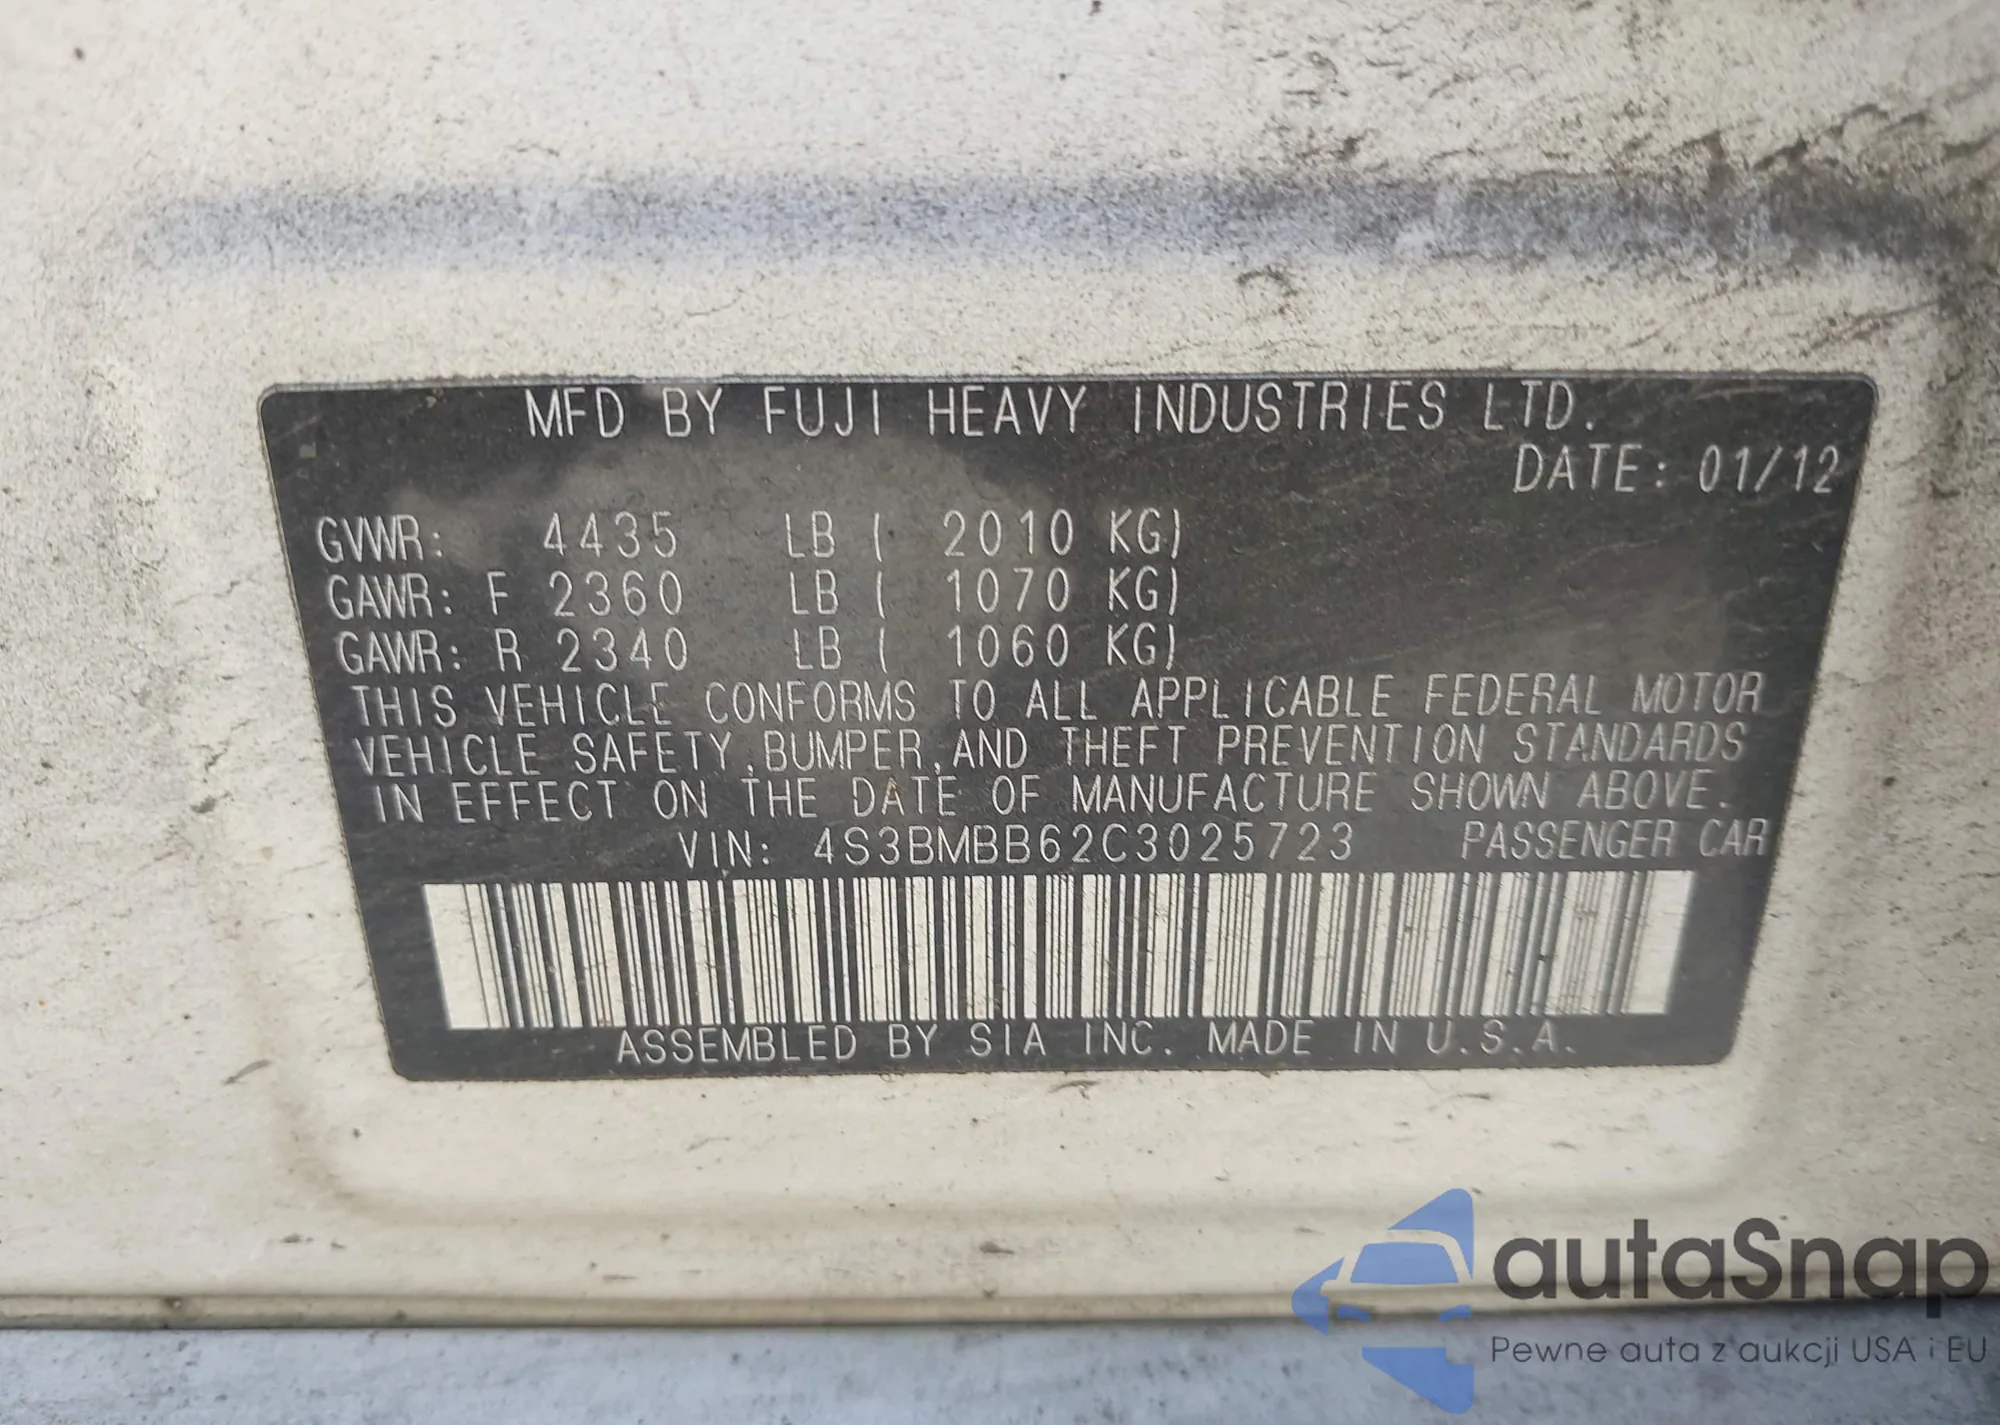 MFD BY FUJI HEAVY INDUSTRIES LTD.
DATE: 01/12
GVWR: 4435 LB ( 2010 KG)
GAWR: F 2360 LB ( 1070 KG)
GAWR: R 2340 LB ( 1060 KG)
THIS VEHICLE CONFORMS TO ALL APPLICABLE FEDERAL MOTOR
VEHICLE SAFETY,BUMPER,AND THEFT PREVENTION STANDARDS
IN EFFECT ON THE DATE OF MANUFACTURE SHOWN ABOVE.
VIN: 4S3BMBB62C3025723 PASSENGER CAR
ASSEMBLED BY SIA INC. MADE IN U.S.A.
autaSnap
Pewne auta z aukcji USA i EU